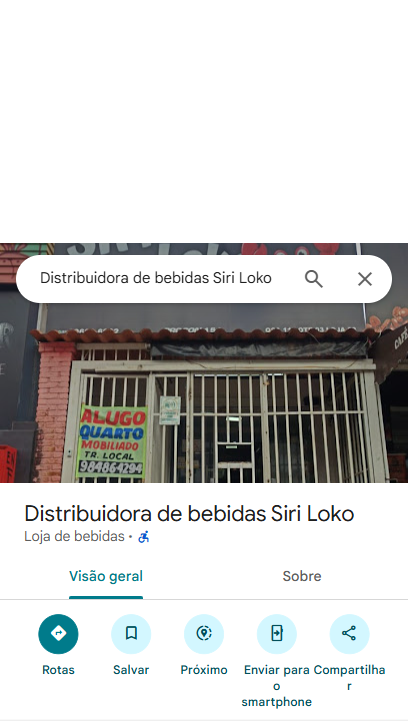 Distribuidora de bebidas Siri Loko
ALUGO
QUARTO
MOBILIADO
TR. LOCAL
984864294
Distribuidora de bebidas Siri Loko
Loja de bebidas •
Visão geral
Sobre
Rotas
Salvar
Próximo
Enviar para
o
smartphone
Compartilha
r